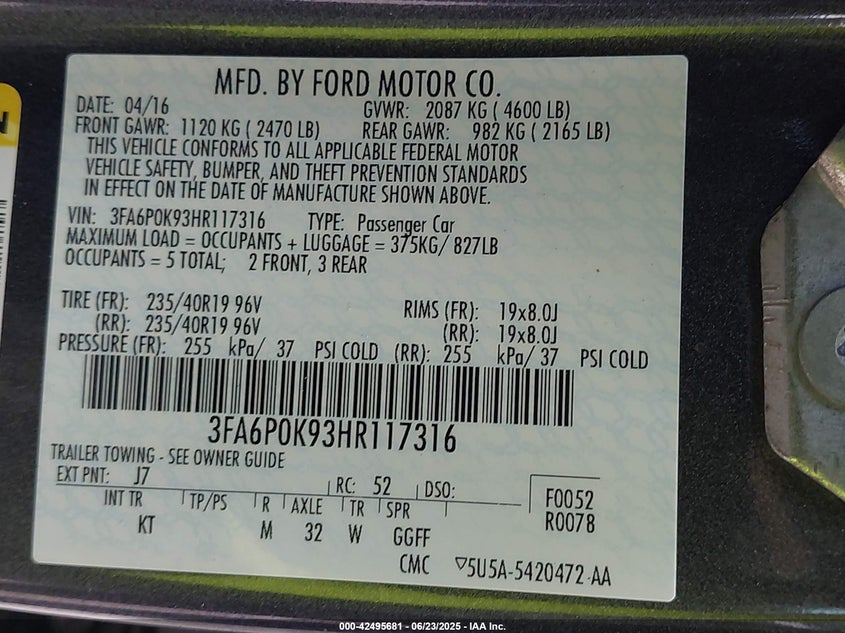 MFD. BY FORD MOTOR CO.
DATE: 04/16 GVWR: 2087 KG ( 4600 LB)
FRONT GAWR: 1120 KG ( 2470 LB) REAR GAWR: 982 KG ( 2165 LB)
THIS VEHICLE CONFORMS TO ALL APPLICABLE FEDERAL MOTOR
VEHICLE SAFETY, BUMPER, AND THEFT PREVENTION STANDARDS
IN EFFECT ON THE DATE OF MANUFACTURE SHOWN ABOVE.
VIN: 3FA6P0K93HR117316 TYPE: Passenger Car
MAXIMUM LOAD = OCCUPANTS + LUGGAGE = 375KG/ 827LB
OCCUPANTS = 5 TOTAL; 2 FRONT, 3 REAR
TIRE (FR): 235/40R19 96V RIMS (FR): 19x8.0J
(RR): 235/40R19 96V (RR): 19x8.0J
PRESSURE (FR): 255 kPa/ 37 PSI COLD (RR): 255 kPa/ 37 PSI COLD
3FA6P0K93HR117316
TRAILER TOWING - SEE OWNER GUIDE
EXT PNT: J7 RC: 52 DSO: F0052
INT TR TP/PS R AXLE TR SPR R0078
KT M 32 W GGFF
CMC 5U5A-5420472-AA
000-42495681 - 06/23/2025 - IAA Inc.